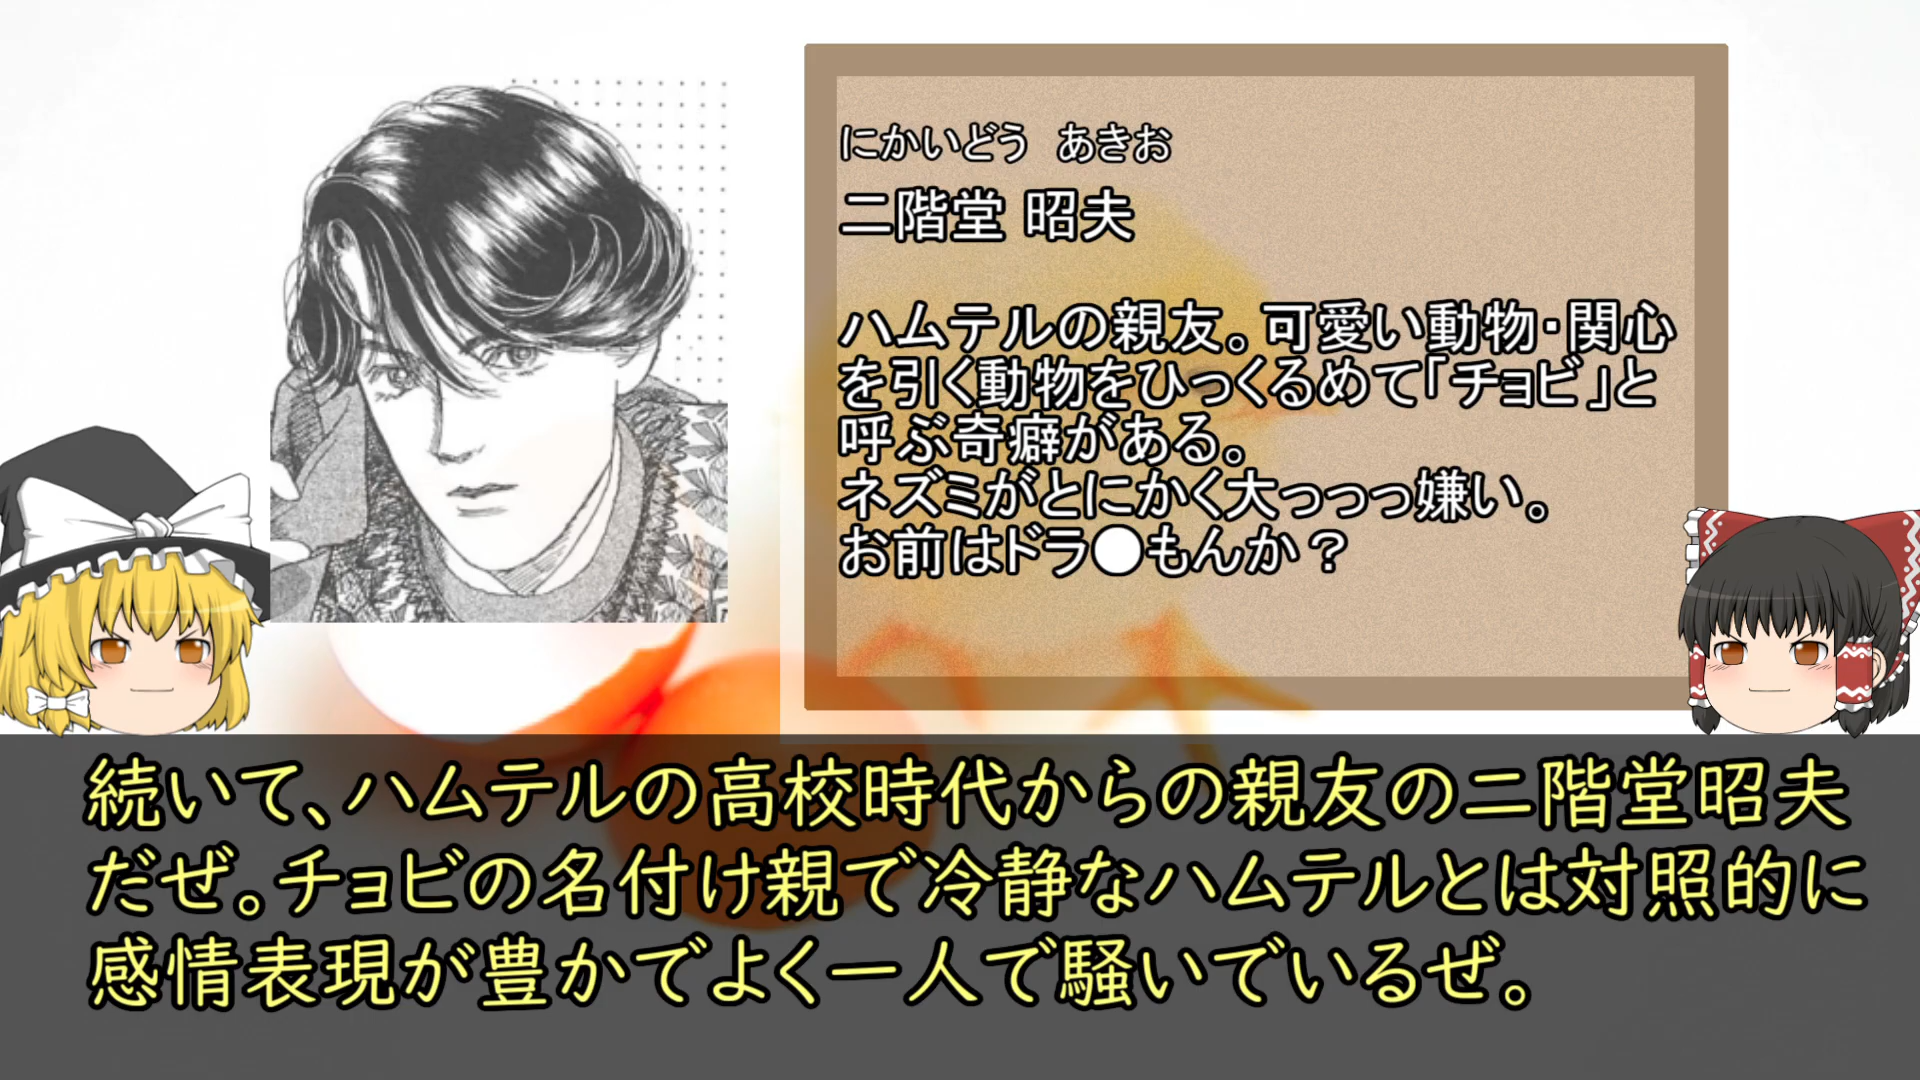 にかいどう　あきお
二階堂 昭夫
ハムテルの親友。可愛い動物・関心
を引く動物をひっくるめて「チョビ」と
呼ぶ奇癖がある。
ネズミがとにかく大っっっ嫌い。
お前はドラ●もんか？
続いて、ハムテルの高校時代からの親友の二階堂昭夫
だぜ。チョビの名付け親で冷静なハムテルとは対照的に
感情表現が豊かでよく一人で騒いでいるぜ。